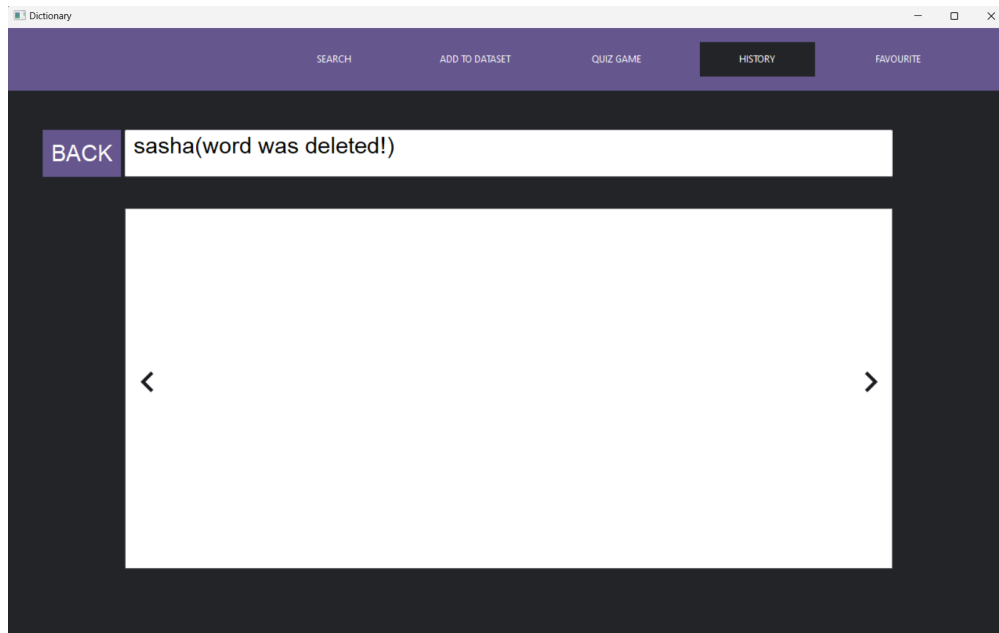 Dictionary
SEARCH ADD TO DATASET QUIZ GAME HISTORY FAVOURITE
BACK sasha(word was deleted!)